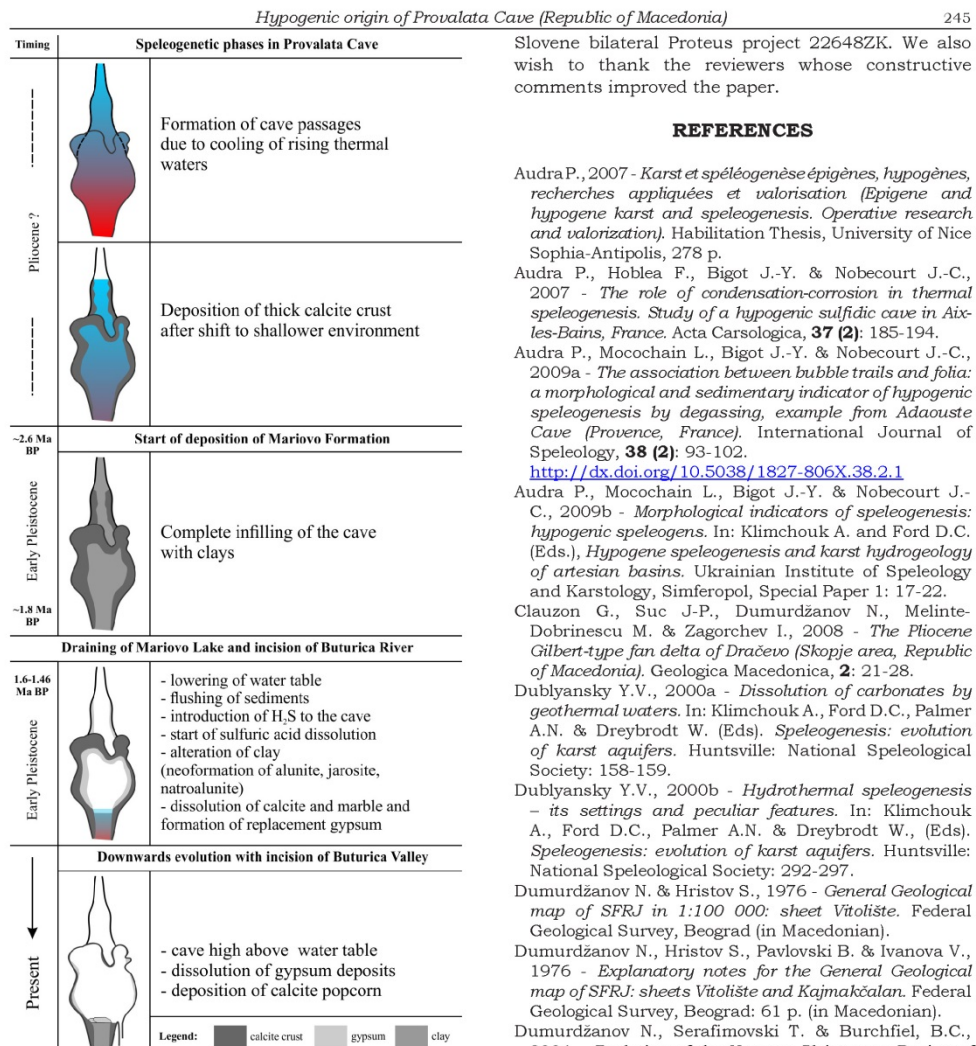 Hypogenic origin of Provalata Cave (Republic of Macedonia)
245
Timing
Speleogenetic phases in Provalata Cave
Pliocene ?
Formation of cave passages
due to cooling of rising thermal
waters
Deposition of thick calcite crust
after shift to shallower environment
~2.6 Ma
BP
Start of deposition of Mariovo Formation
Early Pleistocene
Complete infilling of the cave
with clays
~1.8 Ma
BP
Draining of Mariovo Lake and incision of Buturica River
1.6-1.46
Ma BP
Early Pleistocene
- lowering of water table
- flushing of sediments
- introduction of H₂S to the cave
- start of sulfuric acid dissolution
- alteration of clay
(neoformation of alunite, jarosite,
natroalunite)
- dissolution of calcite and marble and
formation of replacement gypsum
Downwards evolution with incision of Buturica Valley
Present
- cave high above water table
- dissolution of gypsum deposits
- deposition of calcite popcorn
Legend: calcite crust gypsum clay
Slovene bilateral Proteus project 22648ZK. We also
wish to thank the reviewers whose constructive
comments improved the paper.
REFERENCES
Audra P., 2007 - Karst et spéléogenèse épigènes, hypogènes,
recherches appliquées et valorisation (Epigene and
hypogene karst and speleogenesis. Operative research
and valorization). Habilitation Thesis, University of Nice
Sophia-Antipolis, 278 p.
Audra P., Hoblea F., Bigot J.-Y. & Nobecourt J.-C.,
2007 - The role of condensation-corrosion in thermal
speleogenesis. Study of a hypogenic sulfidic cave in Aix-
les-Bains, France. Acta Carsologica, 37 (2): 185-194.
Audra P., Mocochain L., Bigot J.-Y. & Nobecourt J.-C.,
2009a - The association between bubble trails and folia:
a morphological and sedimentary indicator of hypogenic
speleogenesis by degassing, example from Adaouste
Cave (Provence, France). International Journal of
Speleology, 38 (2): 93-102.
http://dx.doi.org/10.5038/1827-806X.38.2.1
Audra P., Mocochain L., Bigot J.-Y. & Nobecourt J.-
C., 2009b - Morphological indicators of speleogenesis:
hypogenic speleogens. In: Klimchouk A. and Ford D.C.
(Eds.), Hypogene speleogenesis and karst hydrogeology
of artesian basins. Ukrainian Institute of Speleology
and Karstology, Simferopol, Special Paper 1: 17-22.
Clauzon G., Suc J-P., Dumurdžanov N., Melinte-
Dobrinescu M. & Zagorchev I., 2008 - The Pliocene
Gilbert-type fan delta of Dračevo (Skopje area, Republic
of Macedonia). Geologica Macedonica, 2: 21-28.
Dublyansky Y.V., 2000a - Dissolution of carbonates by
geothermal waters. In: Klimchouk A., Ford D.C., Palmer
A.N. & Dreybrodt W. (Eds). Speleogenesis: evolution
of karst aquifers. Huntsville: National Speleological
Society: 158-159.
Dublyansky Y.V., 2000b - Hydrothermal speleogenesis
– its settings and peculiar features. In: Klimchouk
A., Ford D.C., Palmer A.N. & Dreybrodt W., (Eds).
Speleogenesis: evolution of karst aquifers. Huntsville:
National Speleological Society: 292-297.
Dumurdžanov N. & Hristov S., 1976 - General Geological
map of SFRJ in 1:100 000: sheet Vitolište. Federal
Geological Survey, Beograd (in Macedonian).
Dumurdžanov N., Hristov S., Pavlovski B. & Ivanova V.,
1976 - Explanatory notes for the General Geological
map of SFRJ: sheets Vitolište and Kajmakčalan. Federal
Geological Survey, Beograd: 61 p. (in Macedonian).
Dumurdžanov N., Serafimovski T. & Burchfiel, B.C.,